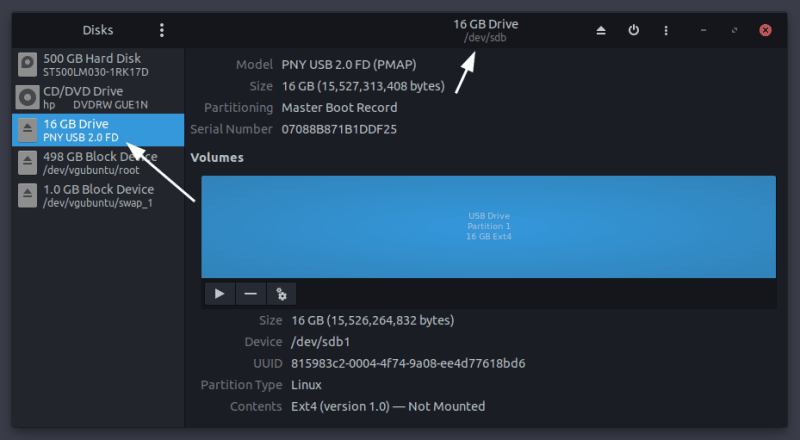 Disks
16 GB Drive
/dev/sdb
500 GB Hard Disk
ST500LM030-1RK17D
CD/DVD Drive
hp DVDRW GUE1N
16 GB Drive
PNY USB 2.0 FD
498 GB Block Device
/dev/vgubuntu/root
1.0 GB Block Device
/dev/vgubuntu/swap_1
Model PNY USB 2.0 FD (PMAP)
Size 16 GB (15,527,313,408 bytes)
Partitioning Master Boot Record
Serial Number 07088B871B1DDF25
Volumes
USB Drive
Partition 1
16 GB Ext4
Size 16 GB (15,526,264,832 bytes)
Device /dev/sdb1
UUID 815983c2-0004-4f74-9a08-ee4d77618bd6
Partition Type Linux
Contents Ext4 (version 1.0) — Not Mounted